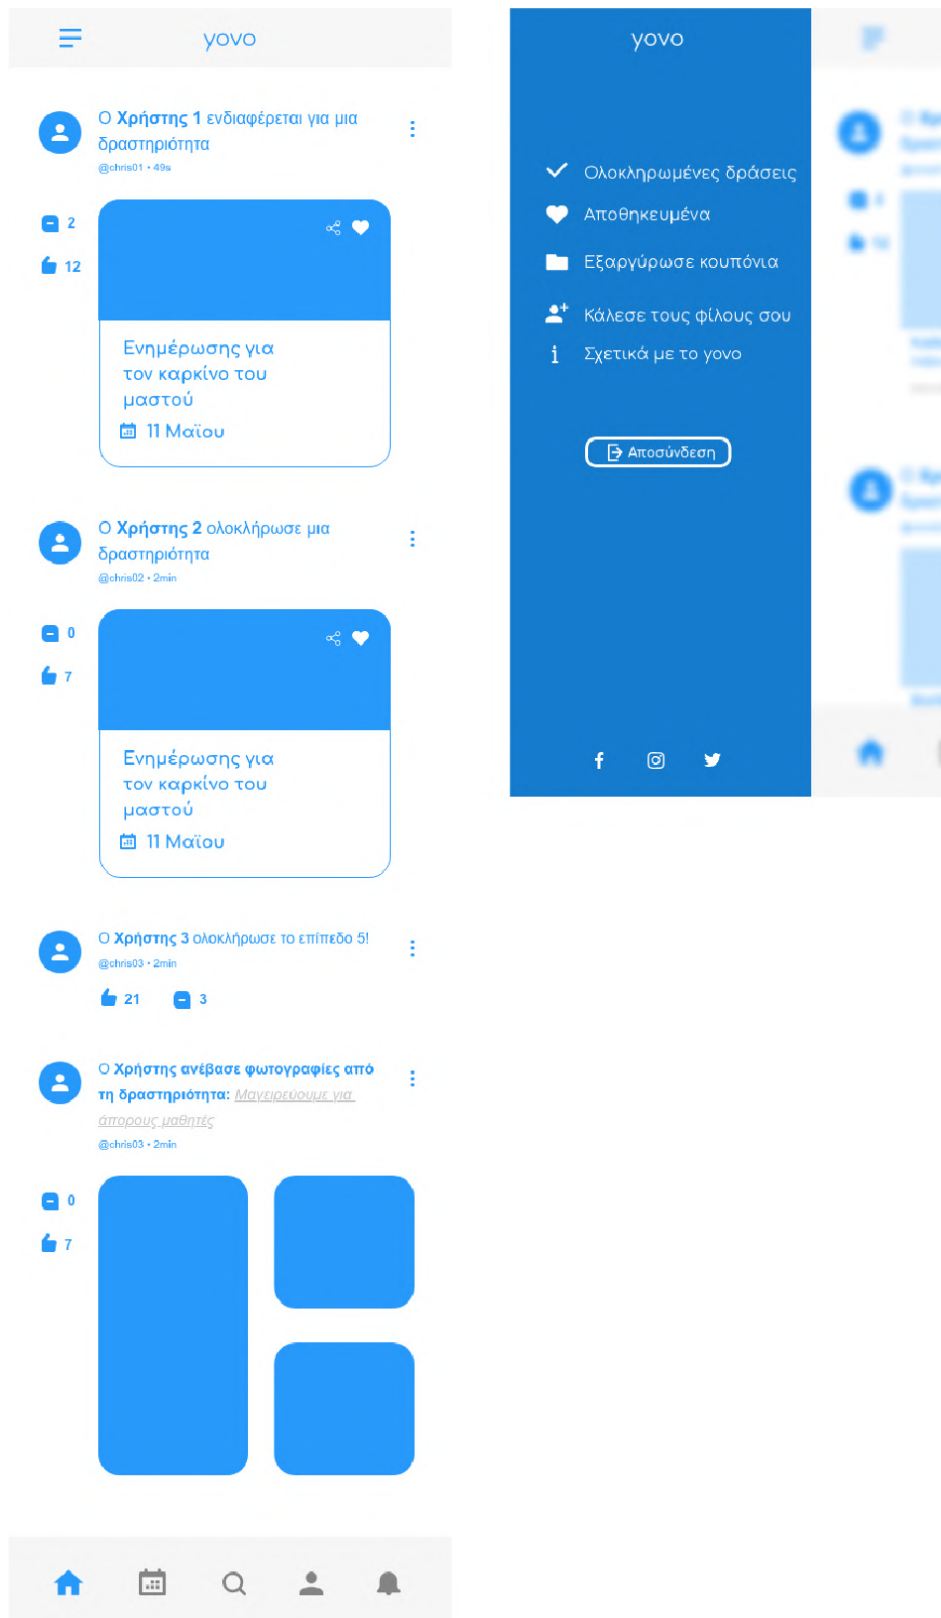 yovo
Ο Χρήστης 1 ενδιαφέρεται για μια
δραστηριότητα
@chris01 • 49s
2
12
Ενημέρωσης για
τον καρκίνο του
μαστού
11 Μαΐου
Ο Χρήστης 2 ολοκλήρωσε μια
δραστηριότητα
@chris02 • 2min
0
7
Ενημέρωσης για
τον καρκίνο του
μαστού
11 Μαΐου
Ο Χρήστης 3 ολοκλήρωσε το επίπεδο 5!
@chris03 • 2min
21 3
Ο Χρήστης ανέβασε φωτογραφίες από
τη δραστηριότητα: Μαγειρεύουμε για
άπορους μαθητές
@chris03 • 2min
0
7
yovo
Ολοκληρωμένες δράσεις
Αποθηκευμένα
Εξαργύρωσε κουπόνια
Κάλεσε τους φίλους σου
Σχετικά με το yovo
Αποσύνδεση